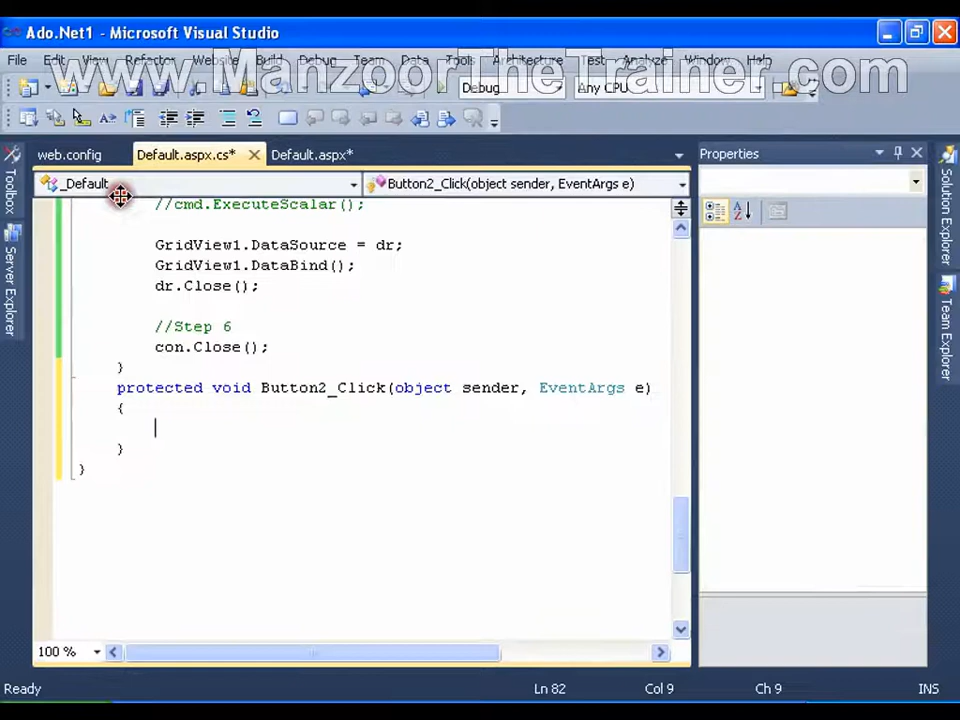 Ado.Net1 - Microsoft Visual Studio
File Edit View Refactor Website Build Debug Team Data Tools Architecture Test Analyze Window Help
www.ManzoorTheTrainer.com
Debug Any CPU
web.config Default.aspx.cs* Default.aspx* Properties
_Default Button2_Click(object sender, EventArgs e)
Toolbox
Server Explorer
Solution Explorer
Team Explorer
//cmd.ExecuteScalar();
GridView1.DataSource = dr;
GridView1.DataBind();
dr.Close();
//Step 6
con.Close();
}
protected void Button2_Click(object sender, EventArgs e)
{
}
}
100 %
Ready Ln 82 Col 9 Ch 9 INS